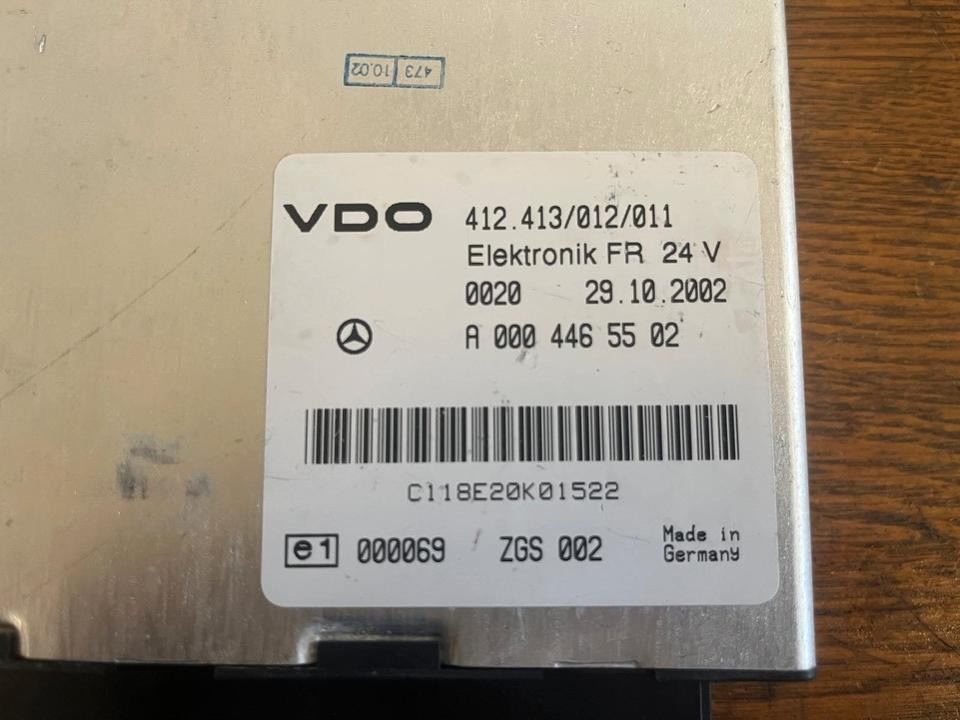 10.02 473
VDO 412.413/012/011
Elektronik FR 24 V
0020 29.10.2002
A 000 446 55 02
C118E20K01522
e1 000069 ZGS 002 Made in
Germany